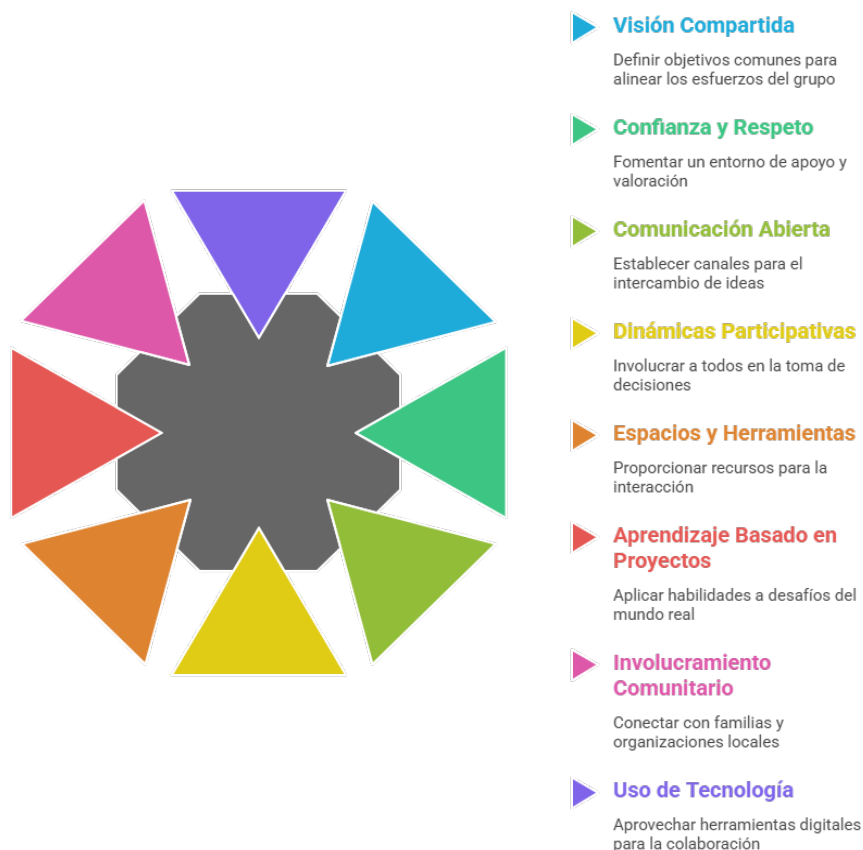 Visión Compartida
Definir objetivos comunes para
alinear los esfuerzos del grupo
Confianza y Respeto
Fomentar un entorno de apoyo y
valoración
Comunicación Abierta
Establecer canales para el
intercambio de ideas
Dinámicas Participativas
Involucrar a todos en la toma de
decisiones
Espacios y Herramientas
Proporcionar recursos para la
interacción
Aprendizaje Basado en
Proyectos
Aplicar habilidades a desafíos del
mundo real
Involucramiento
Comunitario
Conectar con familias y
organizaciones locales
Uso de Tecnología
Aprovechar herramientas digitales
para la colaboración